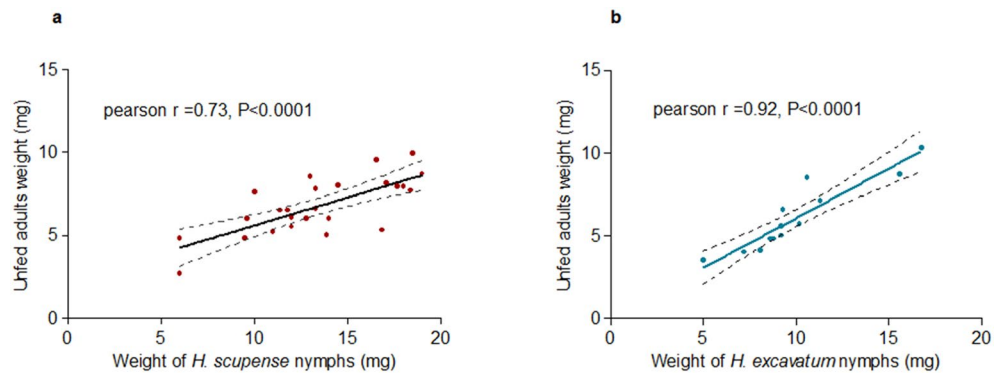 a
15
10
5
0
Unfed adults weight (mg)
pearson r =0.73, P<0.0001
0 5 10 15 20
Weight of H. scupense nymphs (mg)
b
15
10
5
0
Unfed adults weight (mg)
pearson r =0.92, P<0.0001
0 5 10 15 20
Weight of H. excavatum nymphs (mg)